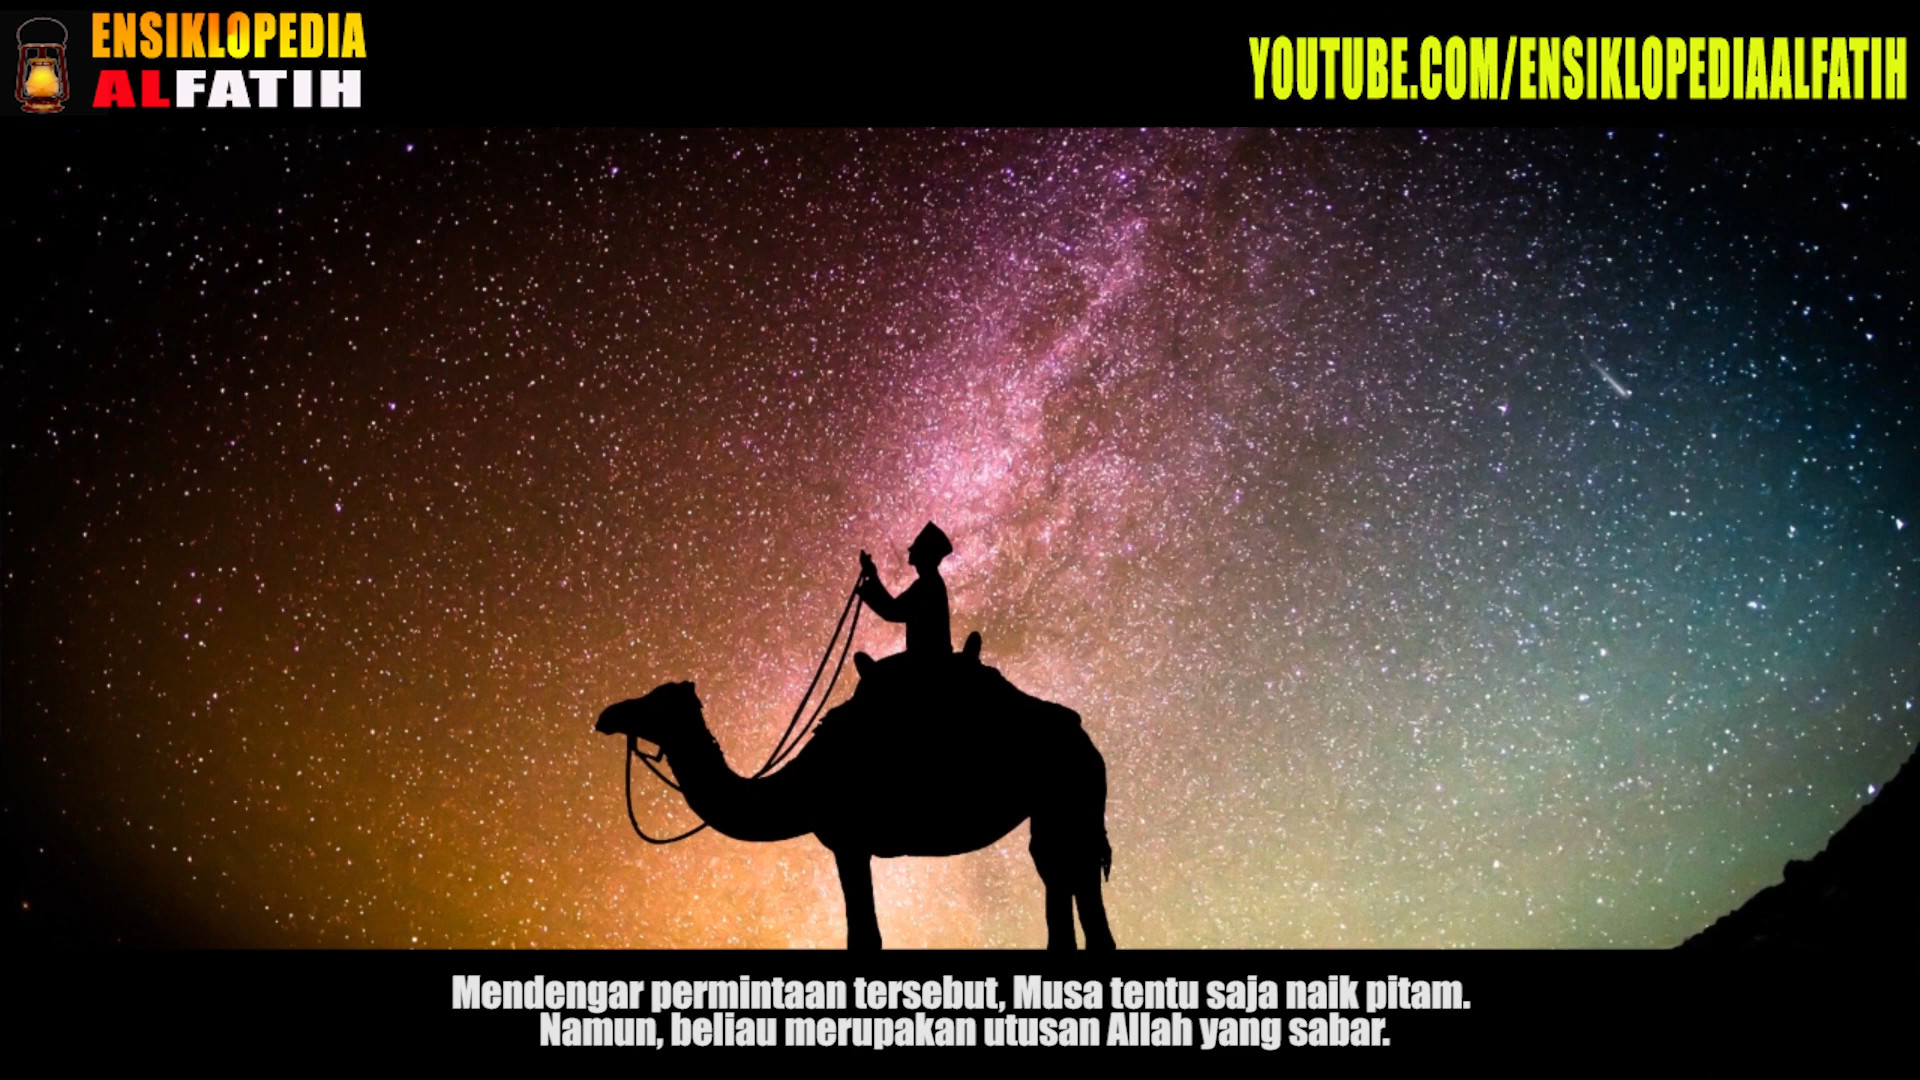 ENSIKLOPEDIA
ALFATIH
YOUTUBE.COM/ENSIKLOPEDIAALFATIH
Mendengar permintaan tersebut, Musa tentu saja naik pitam.
Namun, beliau merupakan utusan Allah yang sabar.